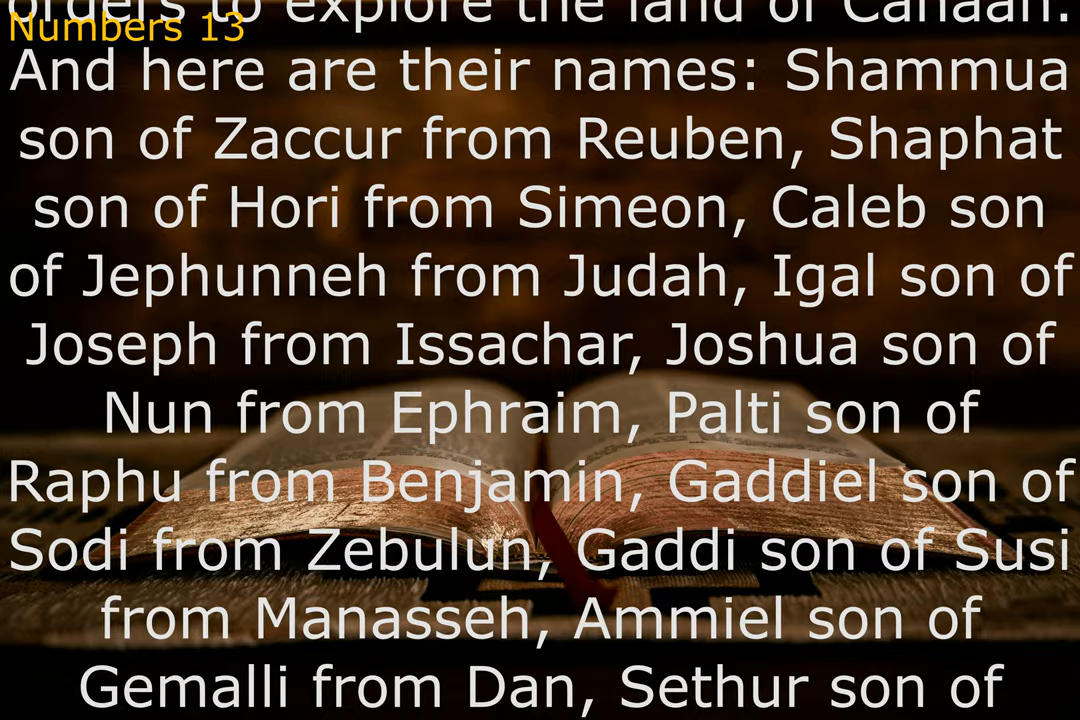 orders to explore the land of Canaan.
Numbers 13
And here are their names: Shammua
son of Zaccur from Reuben, Shaphat
son of Hori from Simeon, Caleb son
of Jephunneh from Judah, Igal son of
Joseph from Issachar, Joshua son of
Nun from Ephraim, Palti son of
Raphu from Benjamin, Gaddiel son of
Sodi from Zebulun, Gaddi son of Susi
from Manasseh, Ammiel son of
Gemalli from Dan, Sethur son of